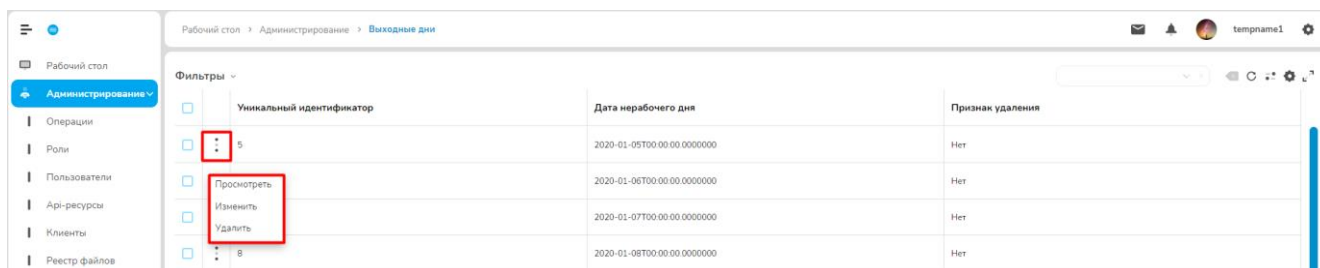 Рабочий стол > Администрирование > Выходные дни
tempname1
Рабочий стол
Администрирование
Операции
Роли
Пользователи
Api-ресурсы
Клиенты
Реестр файлов
Фильтры
Уникальный идентификатор Дата нерабочего дня Признак удаления
5 2020-01-05T00:00:00.0000000 Нет
2020-01-06T00:00:00.0000000 Нет
2020-01-07T00:00:00.0000000 Нет
8 2020-01-08T00:00:00.0000000 Нет
Просмотреть
Изменить
Удалить